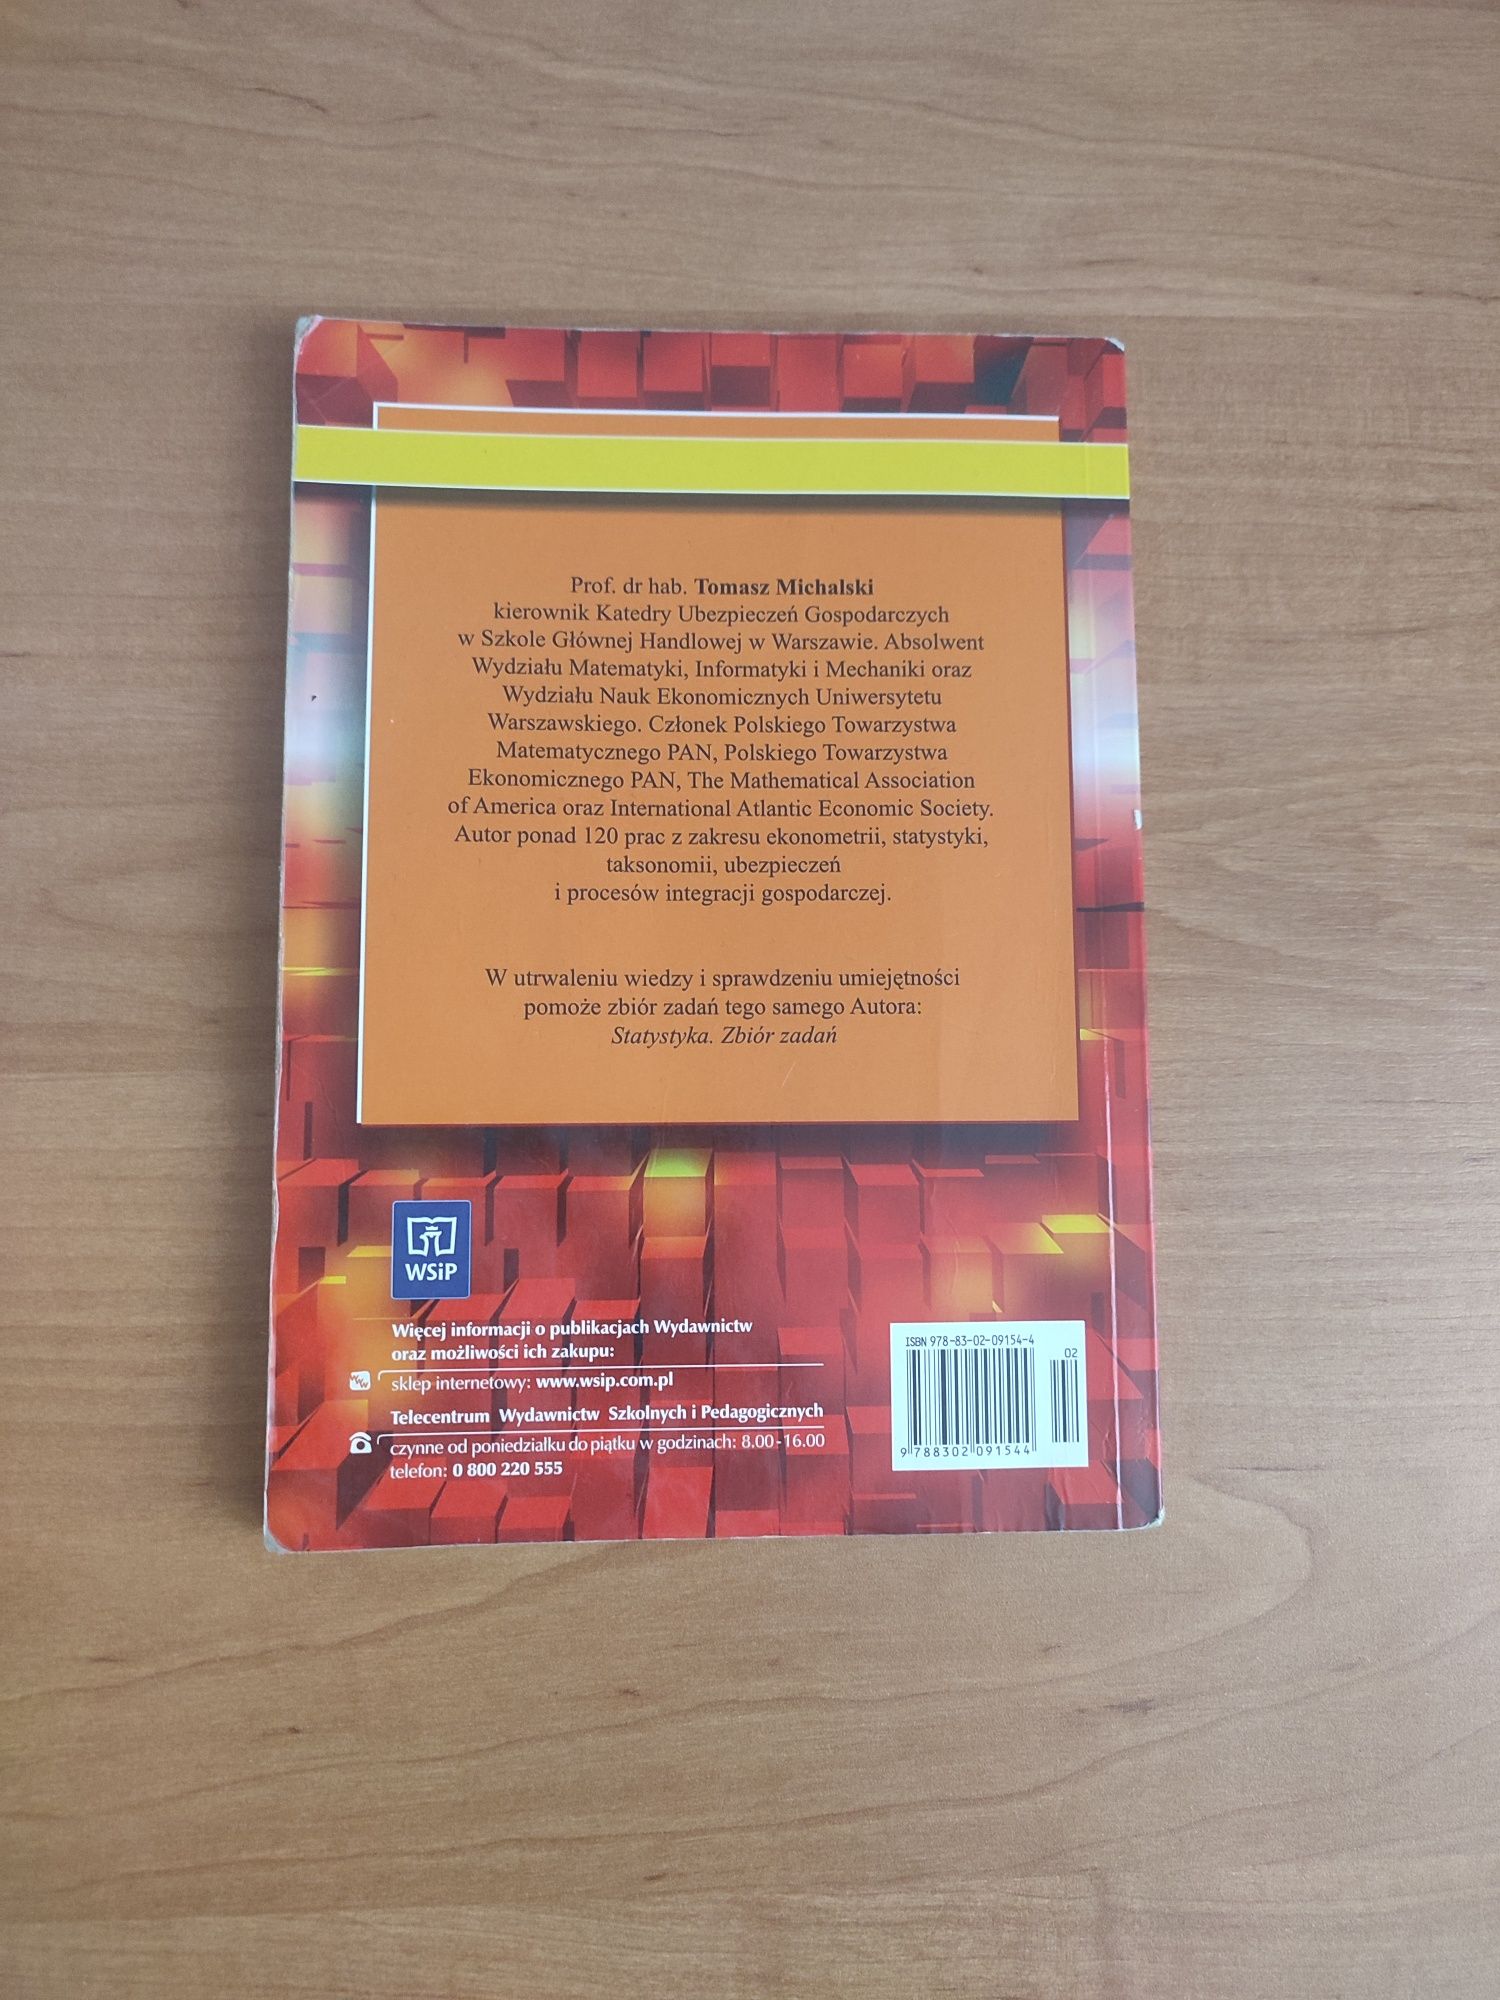 Prof. dr hab. Tomasz Michalski
kierownik Katedry Ubezpieczeń Gospodarczych
w Szkole Głównej Handlowej w Warszawie. Absolwent
Wydziału Matematyki, Informatyki i Mechaniki oraz
Wydziału Nauk Ekonomicznych Uniwersytetu
Warszawskiego. Członek Polskiego Towarzystwa
Matematycznego PAN, Polskiego Towarzystwa
Ekonomicznego PAN, The Mathematical Association
of America oraz International Atlantic Economic Society.
Autor ponad 120 prac z zakresu ekonometrii, statystyki,
taksonomii, ubezpieczeń
i procesów integracji gospodarczej.
W utrwaleniu wiedzy i sprawdzeniu umiejętności
pomoże zbiór zadań tego samego Autora:
Statystyka. Zbiór zadań
WSiP
Więcej informacji o publikacjach Wydawnictw
oraz możliwości ich zakupu:
www
sklep internetowy: www.wsip.com.pl
Telecentrum Wydawnictw Szkolnych i Pedagogicznych
czynne od poniedziałku do piątku w godzinach: 8.00-16.00
telefon: 0 800 220 555
ISBN 978-83-02-09154-4
02
9 788302 091544